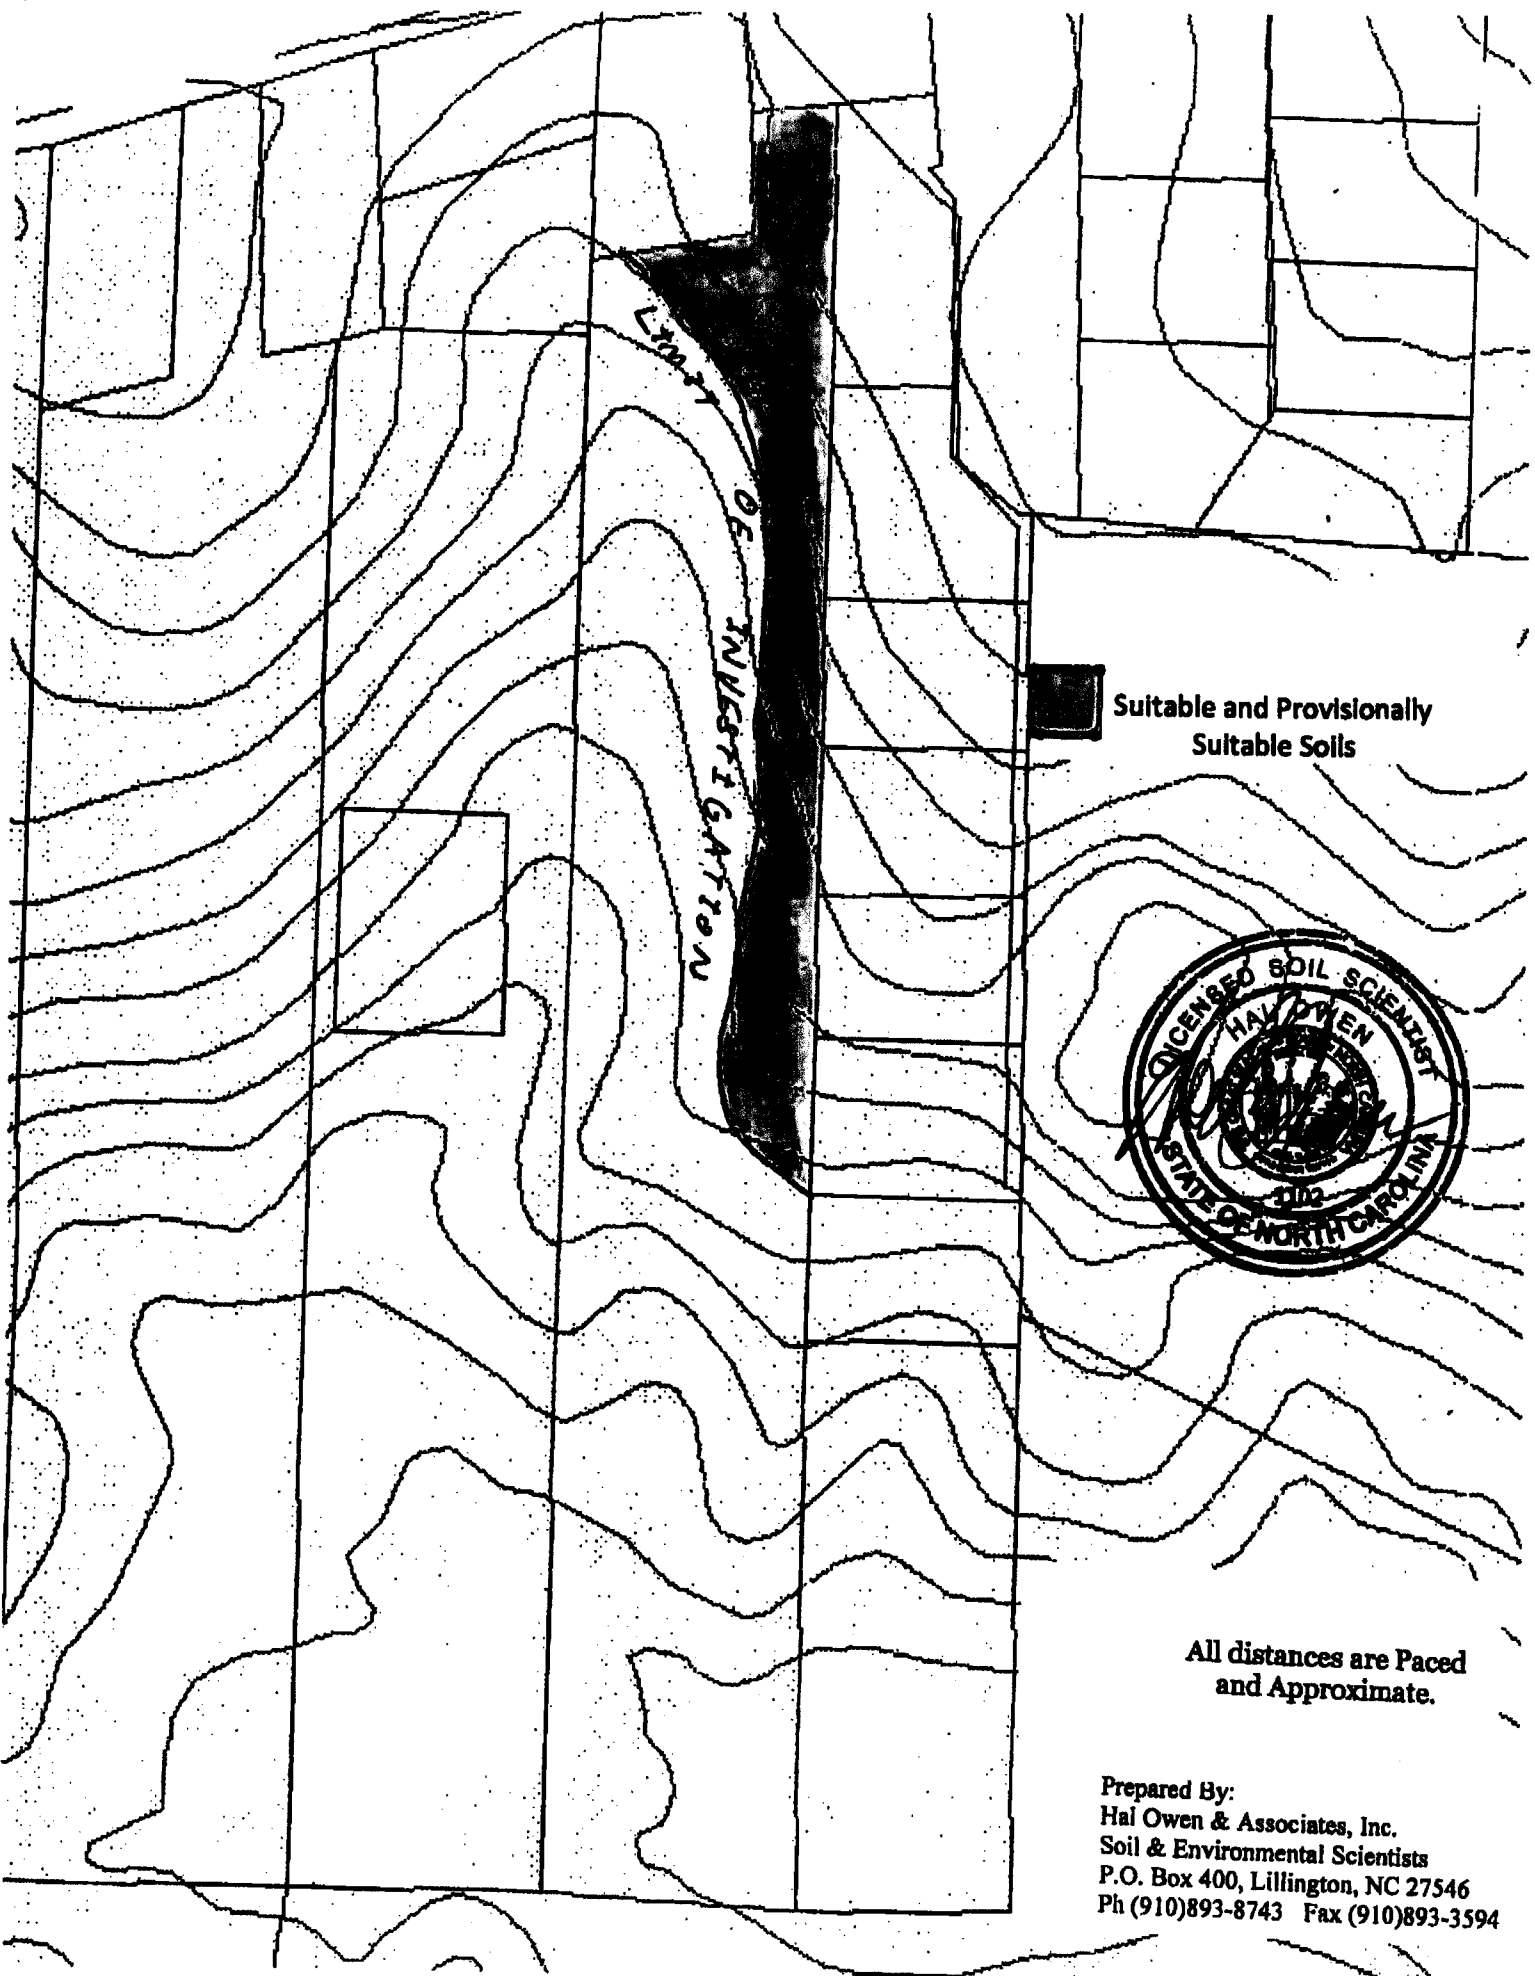 LIMIT
OF
INVESTIGATION
Suitable and Provisionally
Suitable Soils
LICENSED SOIL SCIENTIST
HAL OWEN
1102
STATE OF NORTH CAROLINA
All distances are Paced
and Approximate.
Prepared By:
Hal Owen & Associates, Inc.
Soil & Environmental Scientists
P.O. Box 400, Lillington, NC 27546
Ph (910)893-8743 Fax (910)893-3594